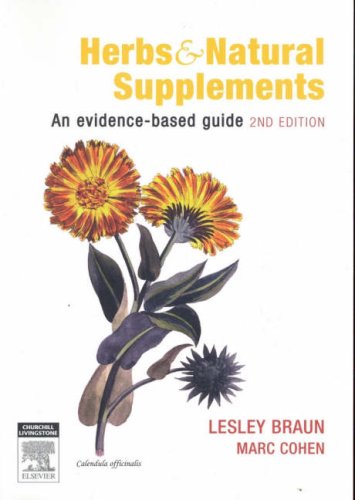 Herbs & Natural
Supplements
An evidence-based guide 2ND EDITION
LESLEY BRAUN
MARC COHEN
CHURCHILL
LIVINGSTONE
ELSEVIER
Calendula officinalis